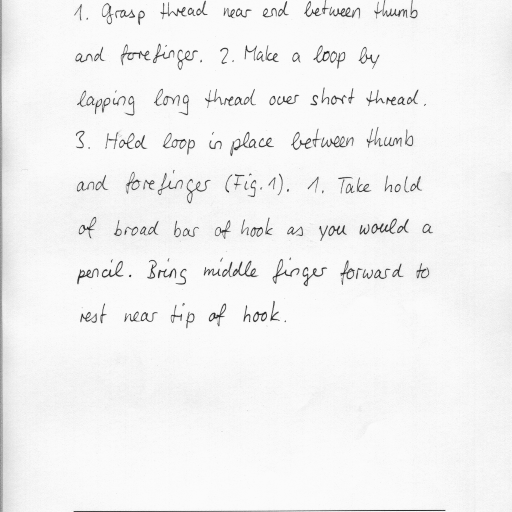 1. Grasp thread near end between thumb
and forefinger. 2. Make a loop by
lapping long thread over short thread.
3. Hold loop in place between thumb
and forefinger (Fig. 1). 1. Take hold
of broad bar of hook as you would a
pencil. Bring middle finger forward to
rest near tip of hook.